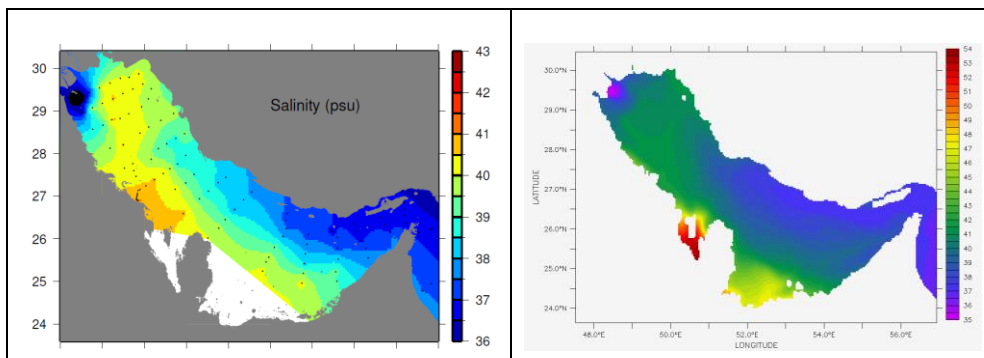 Salinity (psu)
30
29
28
27
26
25
24
43
42
41
40
39
38
37
36
30.0°N
29.0°N
28.0°N
27.0°N
26.0°N
25.0°N
24.0°N
LATITUDE
48.0°E
50.0°E
52.0°E
54.0°E
56.0°E
LONGITUDE
54
53
52
51
50
49
48
47
46
45
44
43
42
41
40
39
38
37
36
35